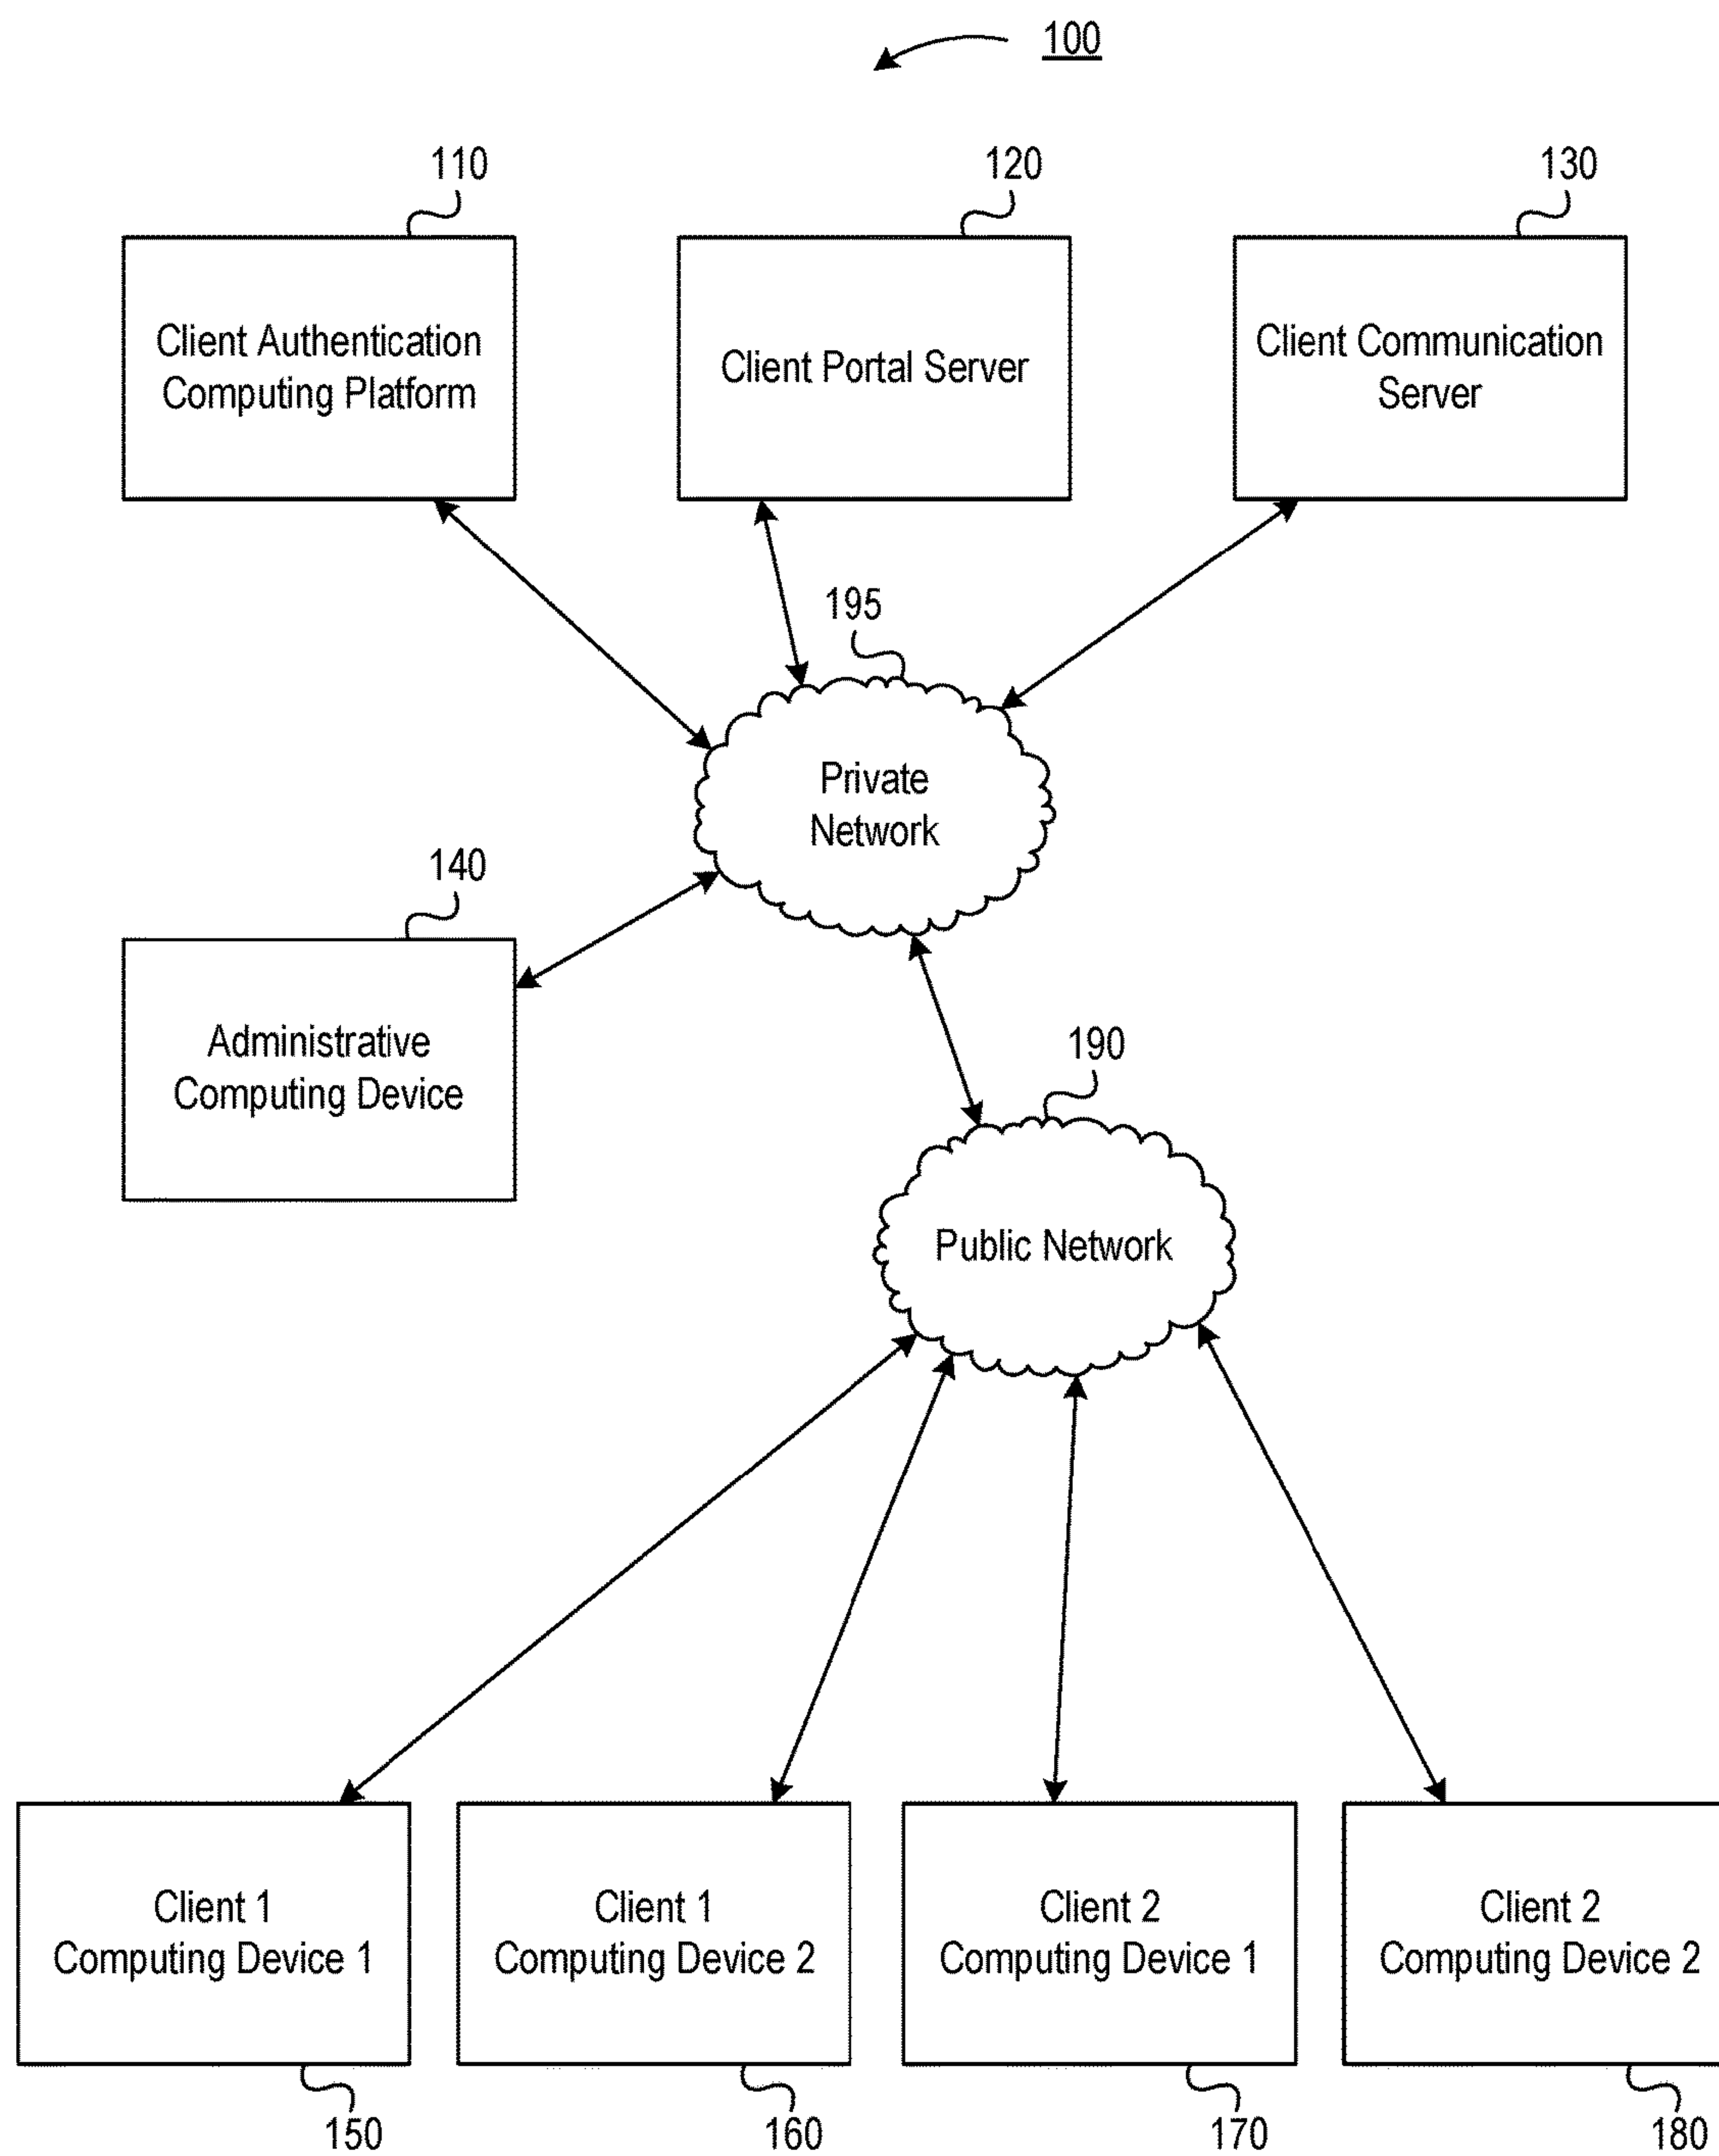 100
110
120
130
Client Authentication
Computing Platform
Client Portal Server
Client Communication
Server
195
Private
Network
140
Administrative
Computing Device
190
Public Network
Client 1
Computing Device 1
Client 1
Computing Device 2
Client 2
Computing Device 1
Client 2
Computing Device 2
150
160
170
180